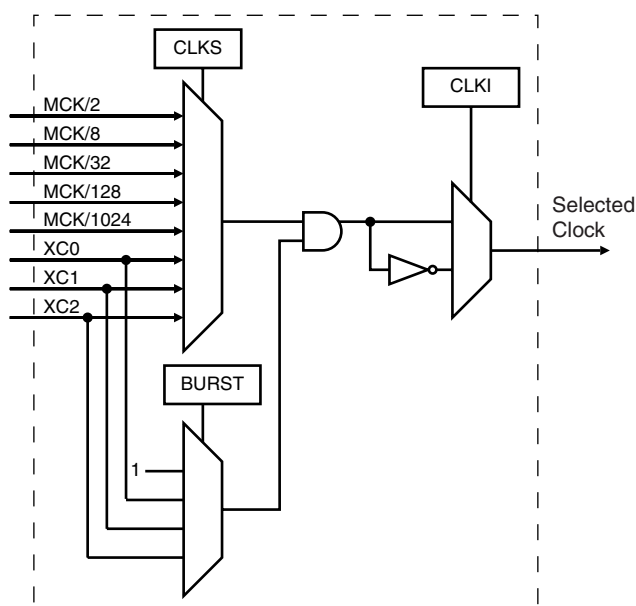 CLKS
CLKI
MCK/2
MCK/8
MCK/32
MCK/128
MCK/1024
XC0
XC1
XC2
Selected
Clock
BURST
1